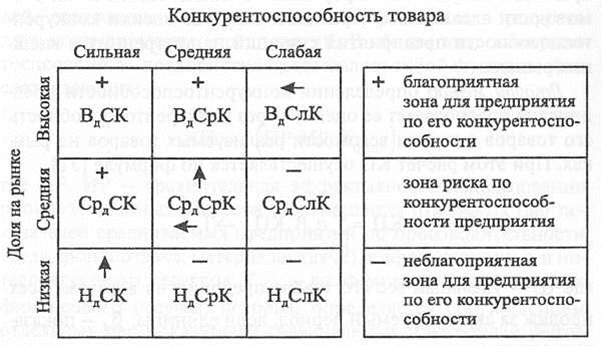 Конкурентоспособность товара
Сильная Средняя Слабая
Доля на рынке
Высокая
+ + 
ВдСК ВдСрК ВдСлК
+ благоприятная
зона для предприятия
по его конкурентоспо-
собности
Средняя
+ –
СрдСК СрдСрК СрдСлК
зона риска по
конкурентоспособ-
ности предприятия
Низкая
НдСК НдСрК НдСлК
неблагоприятная
зона для предприятия
по его конкурентоспо-
собности